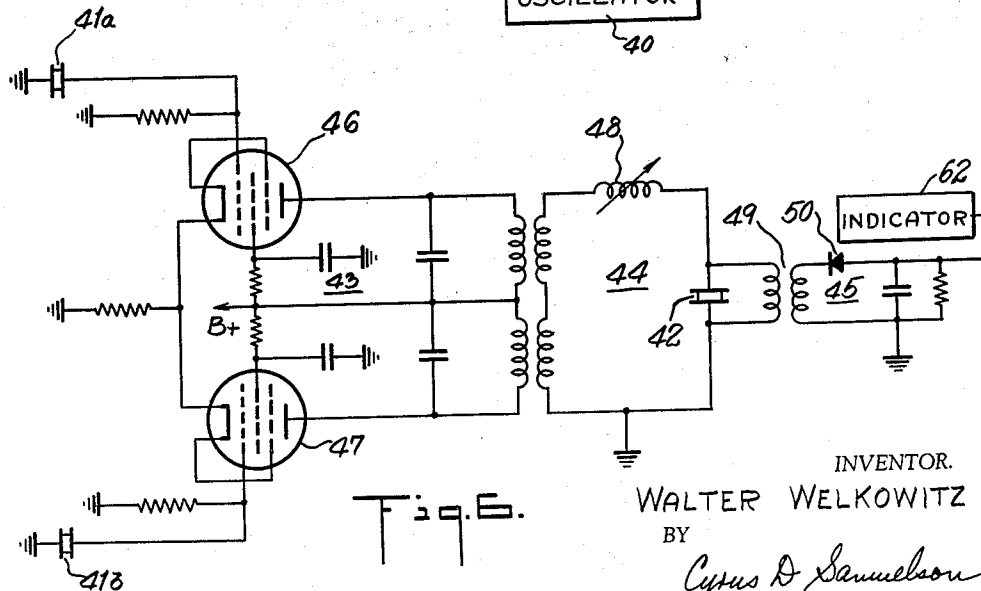 OSCILLATOR
40
41a
46
48
62
INDICATOR
49
50
43
44
45
B+
42
47
INVENTOR.
WALTER WELKOWITZ
BY
Fig. 6.
Cyrus D Samuelson
41b